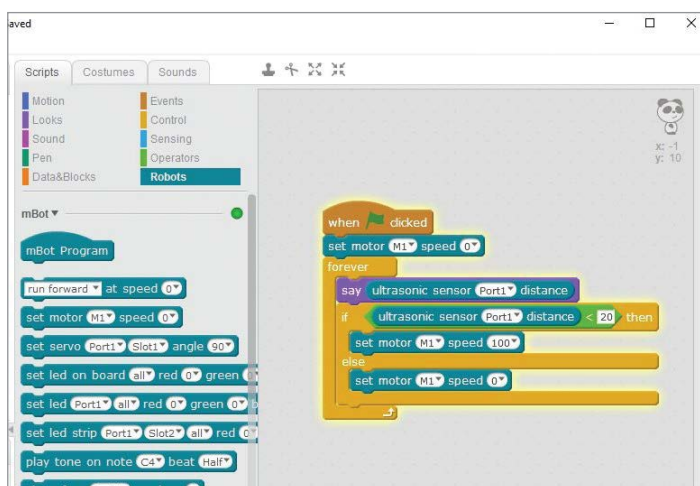 aved
Scripts Costumes Sounds
Motion Events
Looks Control
Sound Sensing
Pen Operators
Data&Blocks Robots
x: -1
y: 10
mBot
mBot Program
run forward at speed 0
set motor M1 speed 0
set servo Port1 Slot1 angle 90
set led on board all red 0 green
set led Port1 all red 0 green 0
set led strip Port1 Slot2 all red
play tone on note C4 beat Half
when clicked
set motor M1 speed 0
forever
say ultrasonic sensor Port1 distance
if ultrasonic sensor Port1 distance < 20 then
set motor M1 speed 100
else
set motor M1 speed 0